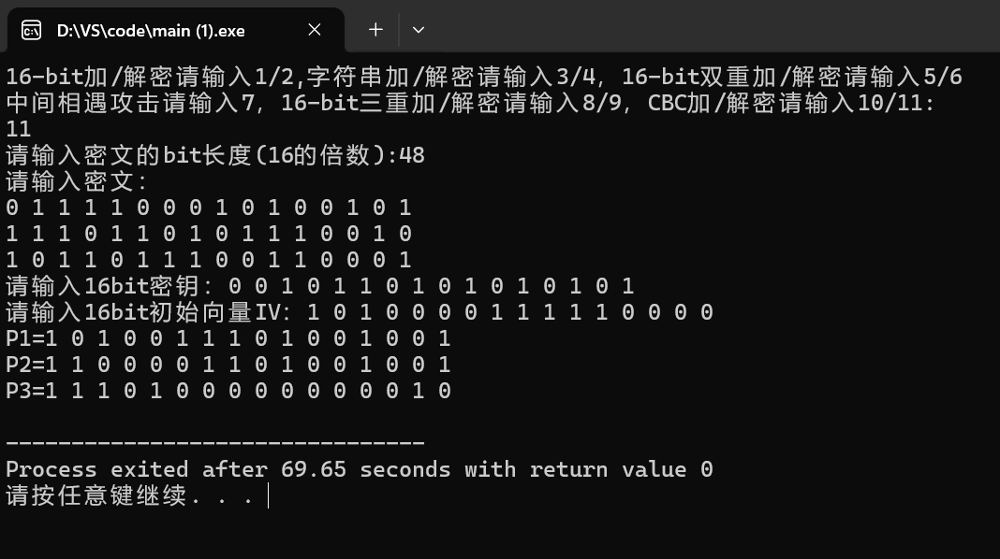 D:\VS\code\main (1).exe
16-bit加/解密请输入1/2,字符串加/解密请输入3/4，16-bit双重加/解密请输入5/6
中间相遇攻击请输入7，16-bit三重加/解密请输入8/9，CBC加/解密请输入10/11:
11
请输入密文的bit长度(16的倍数):48
请输入密文：
0 1 1 1 1 0 0 0 1 0 1 0 0 1 0 1
1 1 1 0 1 1 0 1 0 1 1 1 0 0 1 0
1 0 1 1 0 1 1 1 0 0 1 1 0 0 0 1
请输入16bit密钥：0 0 1 0 1 1 0 1 0 1 0 1 0 1 0 1
请输入16bit初始向量IV：1 0 1 0 0 0 0 1 1 1 1 1 0 0 0 0
P1=1 0 1 0 0 1 1 1 0 1 0 0 1 0 0 1
P2=1 1 0 0 0 0 1 1 0 1 0 0 1 0 0 1
P3=1 1 1 0 1 0 0 0 0 0 0 0 0 0 1 0
--------------------------------
Process exited after 69.65 seconds with return value 0
请按任意键继续. . .